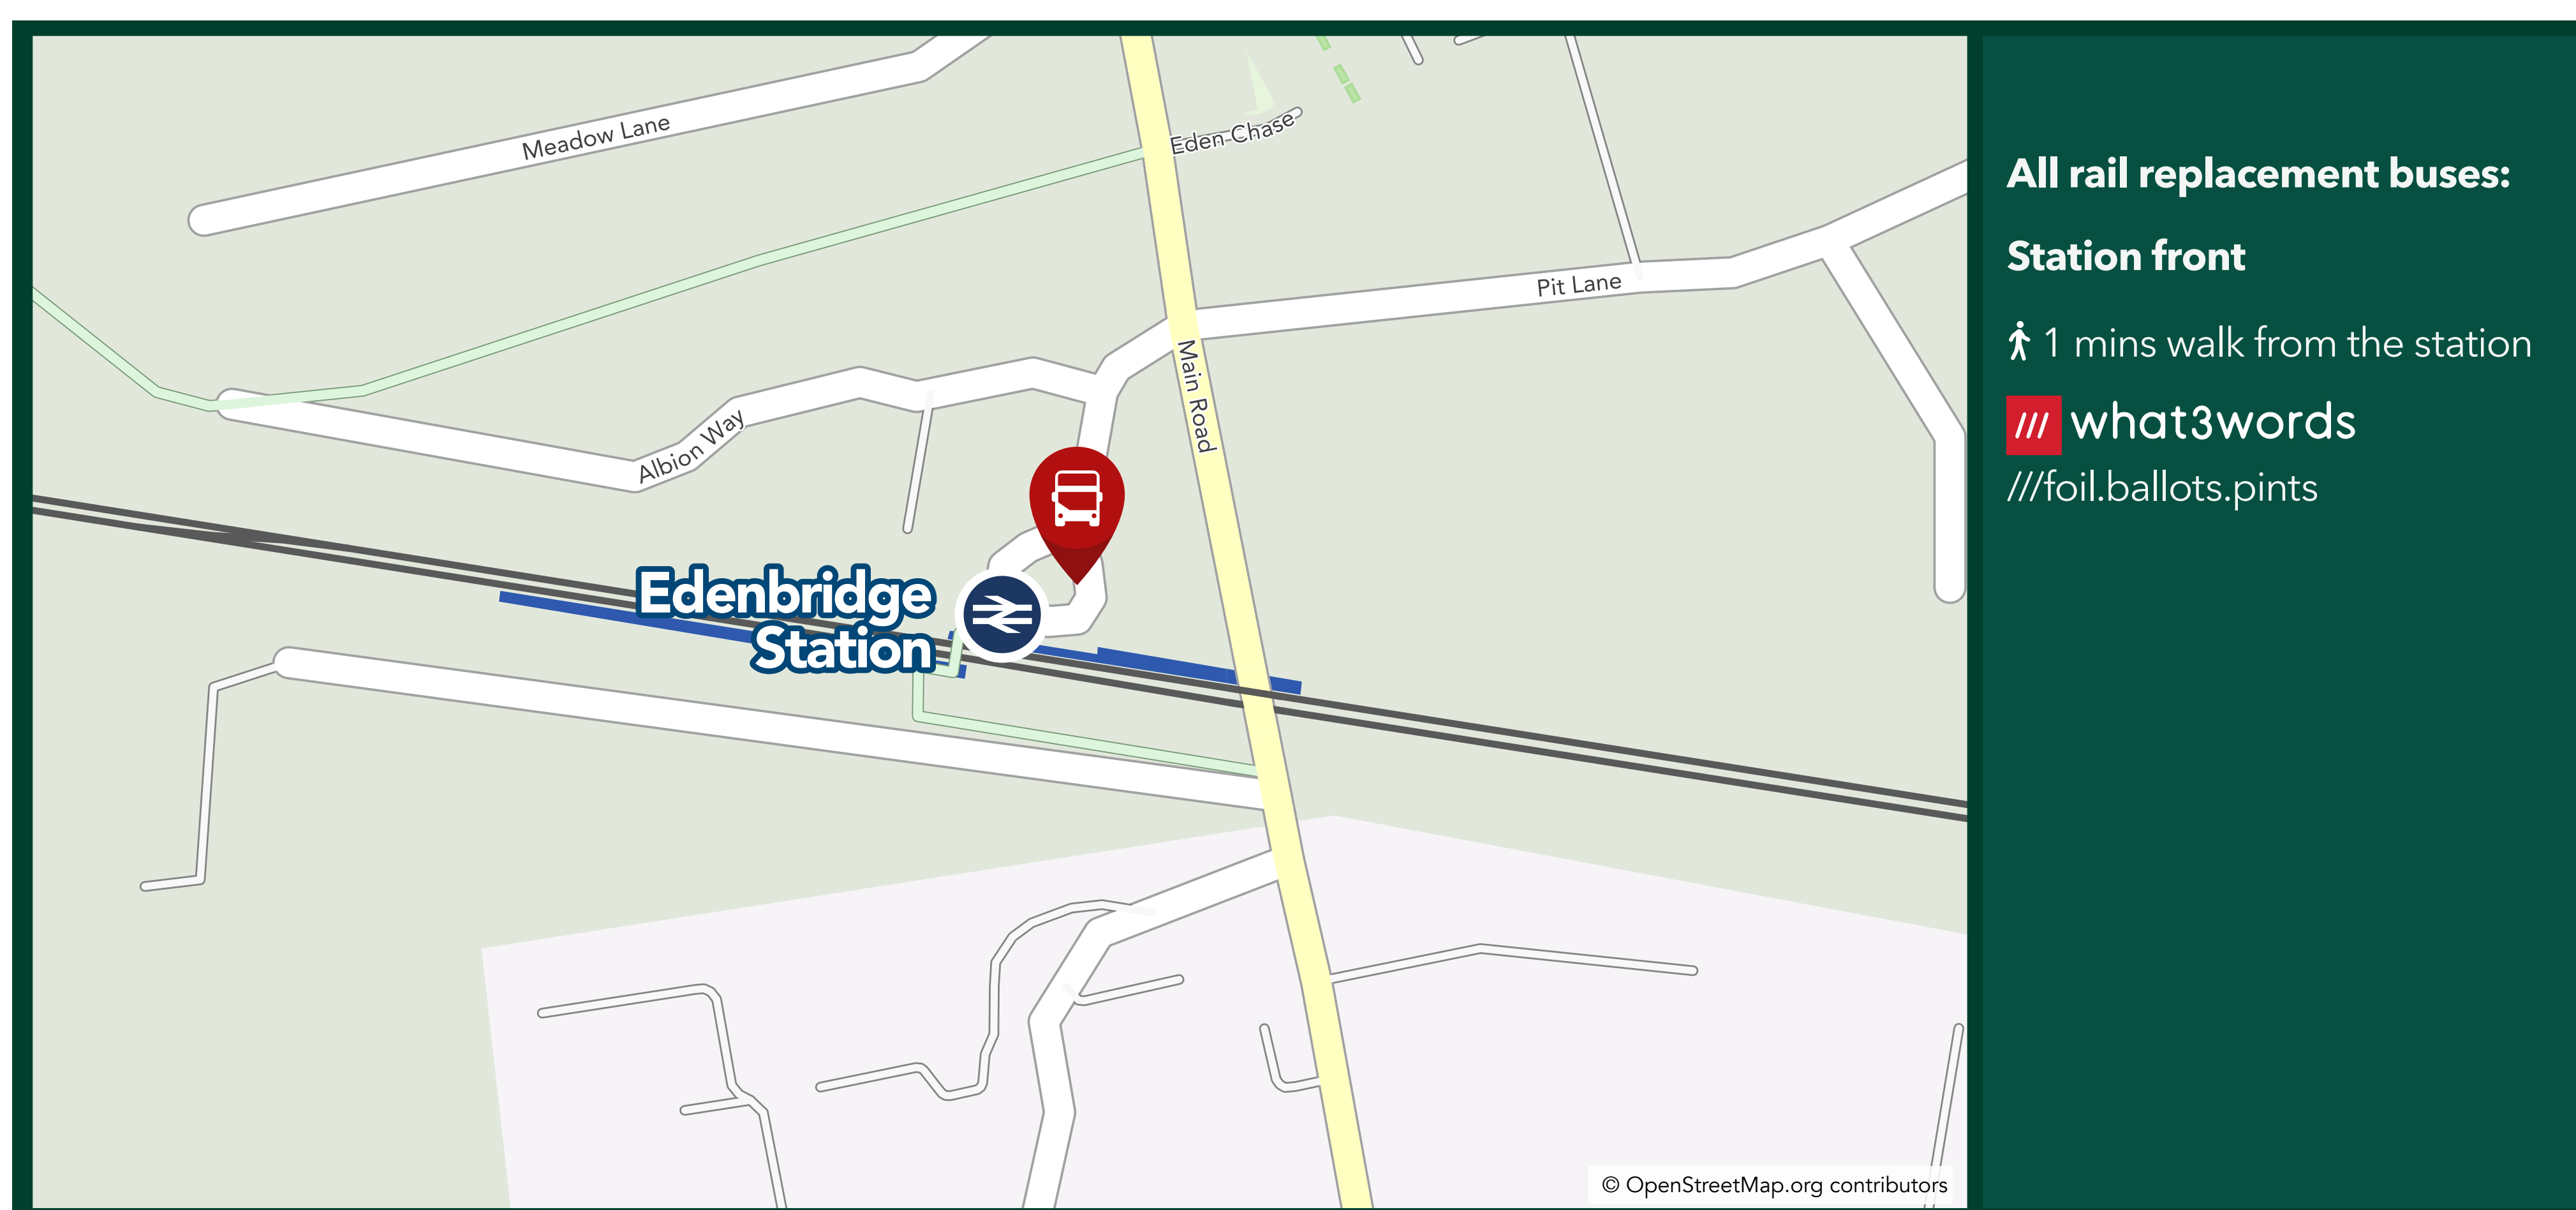 Meadow Lane
Eden Chase
Pit Lane
Main Road
Albion Way
Edenbridge
Station
© OpenStreetMap.org contributors
All rail replacement buses:
Station front
1 mins walk from the station
what3words
///foil.ballots.pints